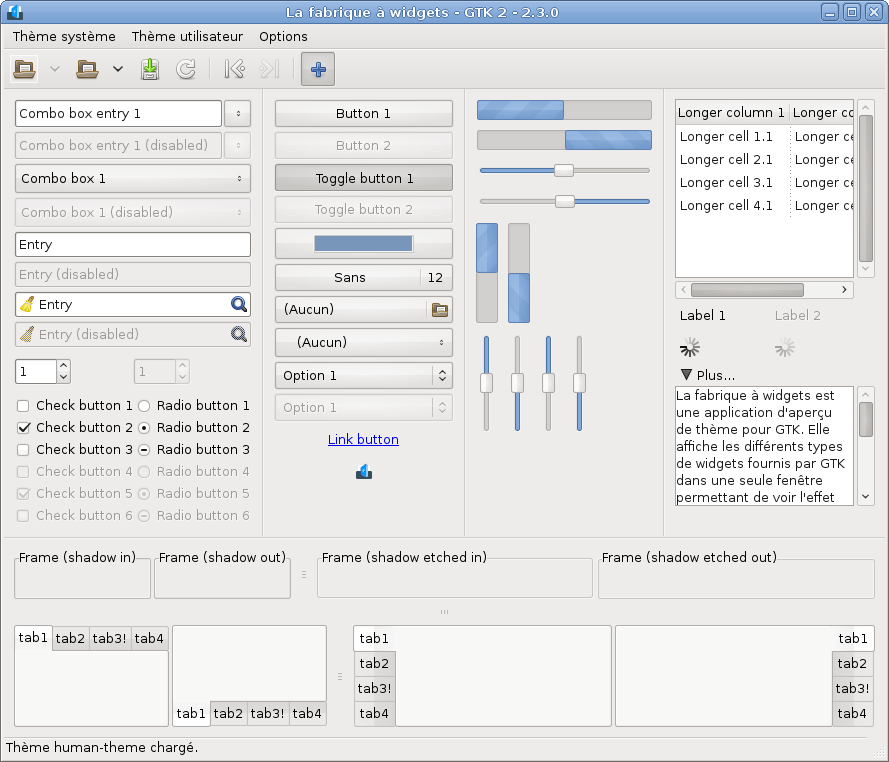 La fabrique à widgets - GTK 2 - 2.3.0
Thème système Thème utilisateur Options
Combo box entry 1
Combo box entry 1 (disabled)
Combo box 1
Combo box 1 (disabled)
Entry
Entry (disabled)
Entry
Entry (disabled)
1 1
Check button 1 Radio button 1
Check button 2 Radio button 2
Check button 3 Radio button 3
Check button 4 Radio button 4
Check button 5 Radio button 5
Check button 6 Radio button 6
Button 1
Button 2
Toggle button 1
Toggle button 2
Sans 12
(Aucun)
(Aucun)
Option 1
Option 1
Link button
Longer column 1 Longer co
Longer cell 1.1 Longer ce
Longer cell 2.1 Longer ce
Longer cell 3.1 Longer ce
Longer cell 4.1 Longer ce
Label 1 Label 2
Plus...
La fabrique à widgets est
une application d'aperçu
de thème pour GTK. Elle
affiche les différents types
de widgets fournis par GTK
dans une seule fenêtre
permettant de voir l'effet
Frame (shadow in) Frame (shadow out) Frame (shadow etched in) Frame (shadow etched out)
tab1 tab2 tab3! tab4
tab1 tab2 tab3! tab4
tab1
tab2
tab3!
tab4
tab1
tab2
tab3!
tab4
Thème human-theme chargé.